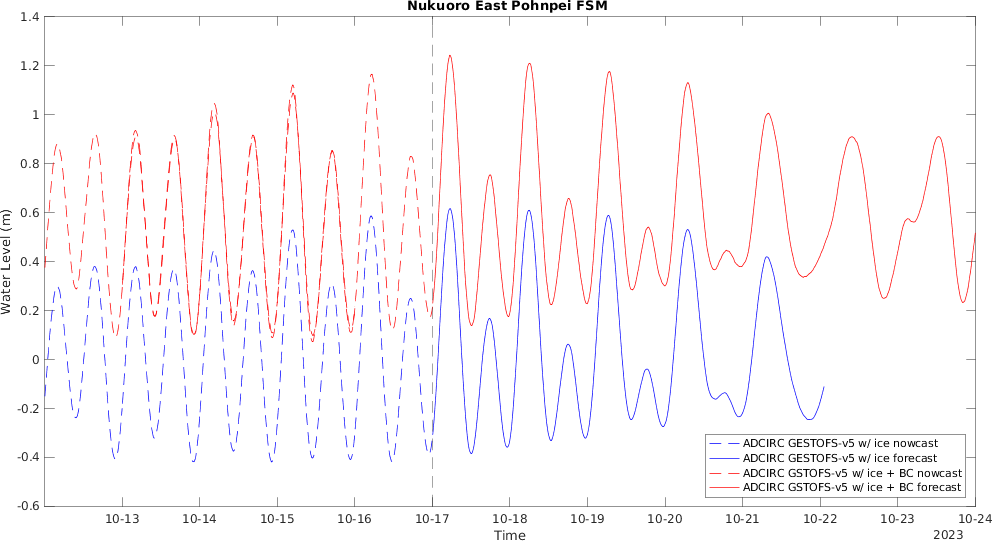 Nukuoro East Pohnpei FSM
1.4
1.2
1
0.8
0.6
0.4
0.2
0
-0.2
-0.4
-0.6
Water Level (m)
10-13 10-14 10-15 10-16 10-17 10-18 10-19 10-20 10-21 10-22 10-23 10-24
Time
2023
ADCIRC GESTOFS-v5 w/ ice nowcast
ADCIRC GESTOFS-v5 w/ ice forecast
ADCIRC GSTOFS-v5 w/ ice + BC nowcast
ADCIRC GSTOFS-v5 w/ ice + BC forecast